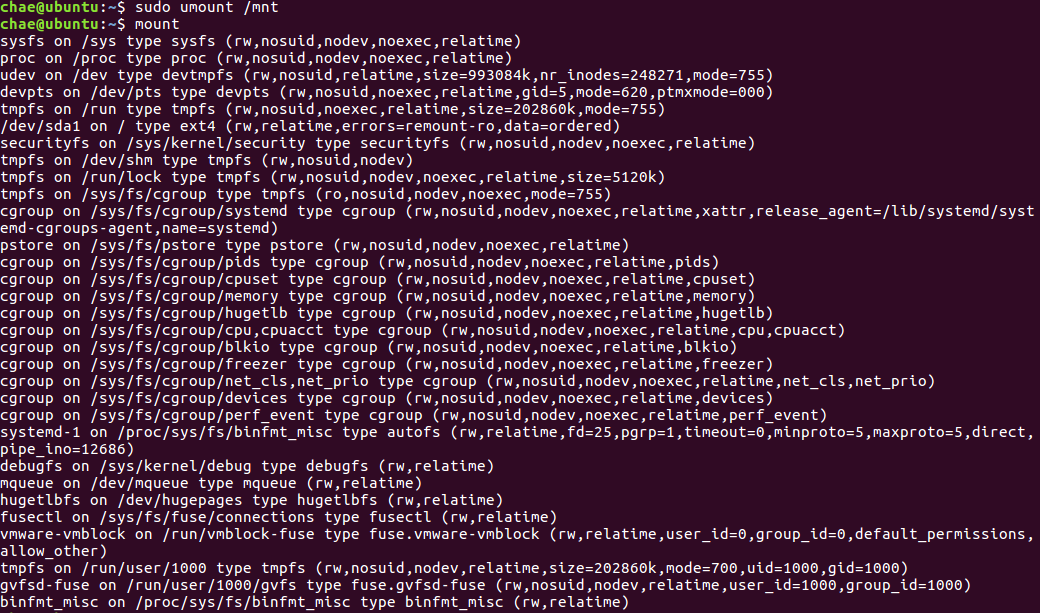 chae@ubuntu:~$ sudo umount /mnt
chae@ubuntu:~$ mount
sysfs on /sys type sysfs (rw,nosuid,nodev,noexec,relatime)
proc on /proc type proc (rw,nosuid,nodev,noexec,relatime)
udev on /dev type devtmpfs (rw,nosuid,relatime,size=993084k,nr_inodes=248271,mode=755)
devpts on /dev/pts type devpts (rw,nosuid,noexec,relatime,gid=5,mode=620,ptmxmode=000)
tmpfs on /run type tmpfs (rw,nosuid,noexec,relatime,size=202860k,mode=755)
/dev/sda1 on / type ext4 (rw,relatime,errors=remount-ro,data=ordered)
securityfs on /sys/kernel/security type securityfs (rw,nosuid,nodev,noexec,relatime)
tmpfs on /dev/shm type tmpfs (rw,nosuid,nodev)
tmpfs on /run/lock type tmpfs (rw,nosuid,nodev,noexec,relatime,size=5120k)
tmpfs on /sys/fs/cgroup type tmpfs (ro,nosuid,nodev,noexec,mode=755)
cgroup on /sys/fs/cgroup/systemd type cgroup (rw,nosuid,nodev,noexec,relatime,xattr,release_agent=/lib/systemd/syst
emd-cgroups-agent,name=systemd)
pstore on /sys/fs/pstore type pstore (rw,nosuid,nodev,noexec,relatime)
cgroup on /sys/fs/cgroup/pids type cgroup (rw,nosuid,nodev,noexec,relatime,pids)
cgroup on /sys/fs/cgroup/cpuset type cgroup (rw,nosuid,nodev,noexec,relatime,cpuset)
cgroup on /sys/fs/cgroup/memory type cgroup (rw,nosuid,nodev,noexec,relatime,memory)
cgroup on /sys/fs/cgroup/hugetlb type cgroup (rw,nosuid,nodev,noexec,relatime,hugetlb)
cgroup on /sys/fs/cgroup/cpu,cpuacct type cgroup (rw,nosuid,nodev,noexec,relatime,cpu,cpuacct)
cgroup on /sys/fs/cgroup/blkio type cgroup (rw,nosuid,nodev,noexec,relatime,blkio)
cgroup on /sys/fs/cgroup/freezer type cgroup (rw,nosuid,nodev,noexec,relatime,freezer)
cgroup on /sys/fs/cgroup/net_cls,net_prio type cgroup (rw,nosuid,nodev,noexec,relatime,net_cls,net_prio)
cgroup on /sys/fs/cgroup/devices type cgroup (rw,nosuid,nodev,noexec,relatime,devices)
cgroup on /sys/fs/cgroup/perf_event type cgroup (rw,nosuid,nodev,noexec,relatime,perf_event)
systemd-1 on /proc/sys/fs/binfmt_misc type autofs (rw,relatime,fd=25,pgrp=1,timeout=0,minproto=5,maxproto=5,direct,
pipe_ino=12686)
debugfs on /sys/kernel/debug type debugfs (rw,relatime)
mqueue on /dev/mqueue type mqueue (rw,relatime)
hugetlbfs on /dev/hugepages type hugetlbfs (rw,relatime)
fusectl on /sys/fs/fuse/connections type fusectl (rw,relatime)
vmware-vmblock on /run/vmblock-fuse type fuse.vmware-vmblock (rw,relatime,user_id=0,group_id=0,default_permissions,
allow_other)
tmpfs on /run/user/1000 type tmpfs (rw,nosuid,nodev,relatime,size=202860k,mode=700,uid=1000,gid=1000)
gvfsd-fuse on /run/user/1000/gvfs type fuse.gvfsd-fuse (rw,nosuid,nodev,relatime,user_id=1000,group_id=1000)
binfmt_misc on /proc/sys/fs/binfmt_misc type binfmt_misc (rw,relatime)